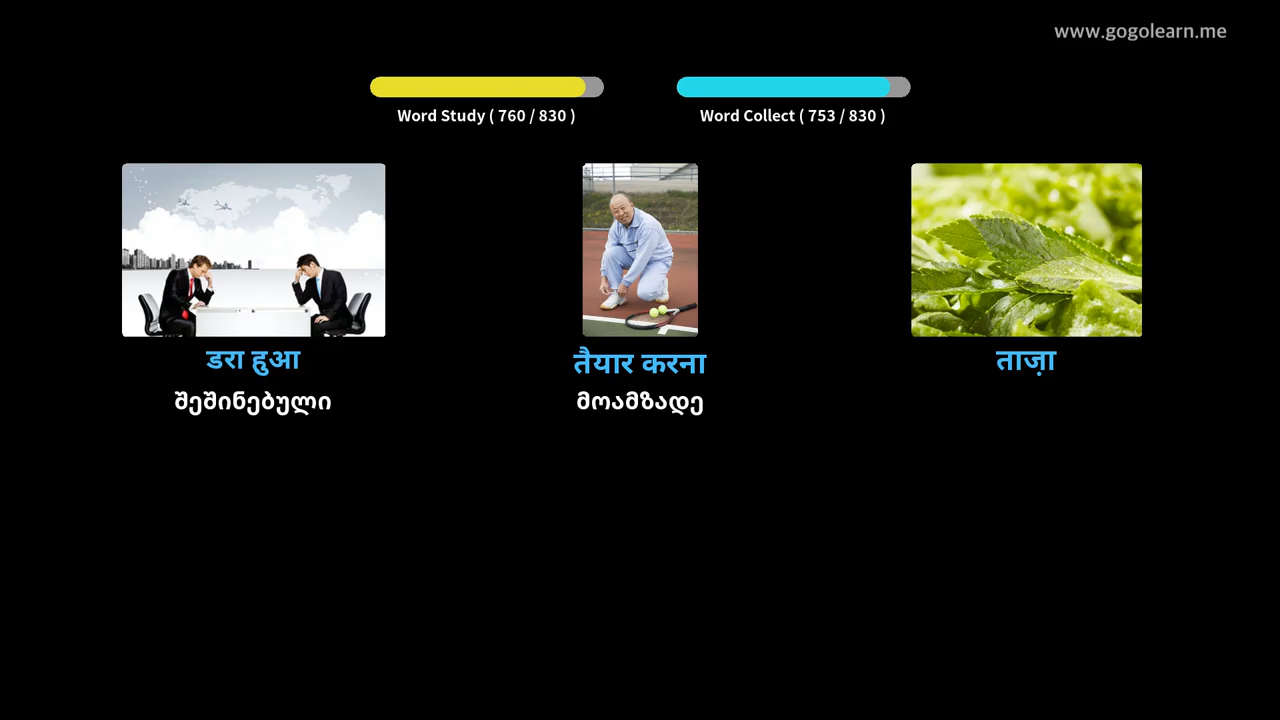 www.gogolearn.me
Word Study ( 760 / 830 )
Word Collect ( 753 / 830 )
डरा हुआ
तैयार करना
ताज़ा
შეშინებული
მოამზადე